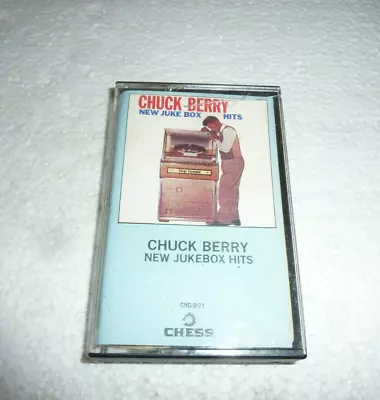 CHUCK BERRY
NEW JUKE BOX HITS
CHUCK BERRY
NEW JUKEBOX HITS
CHESS